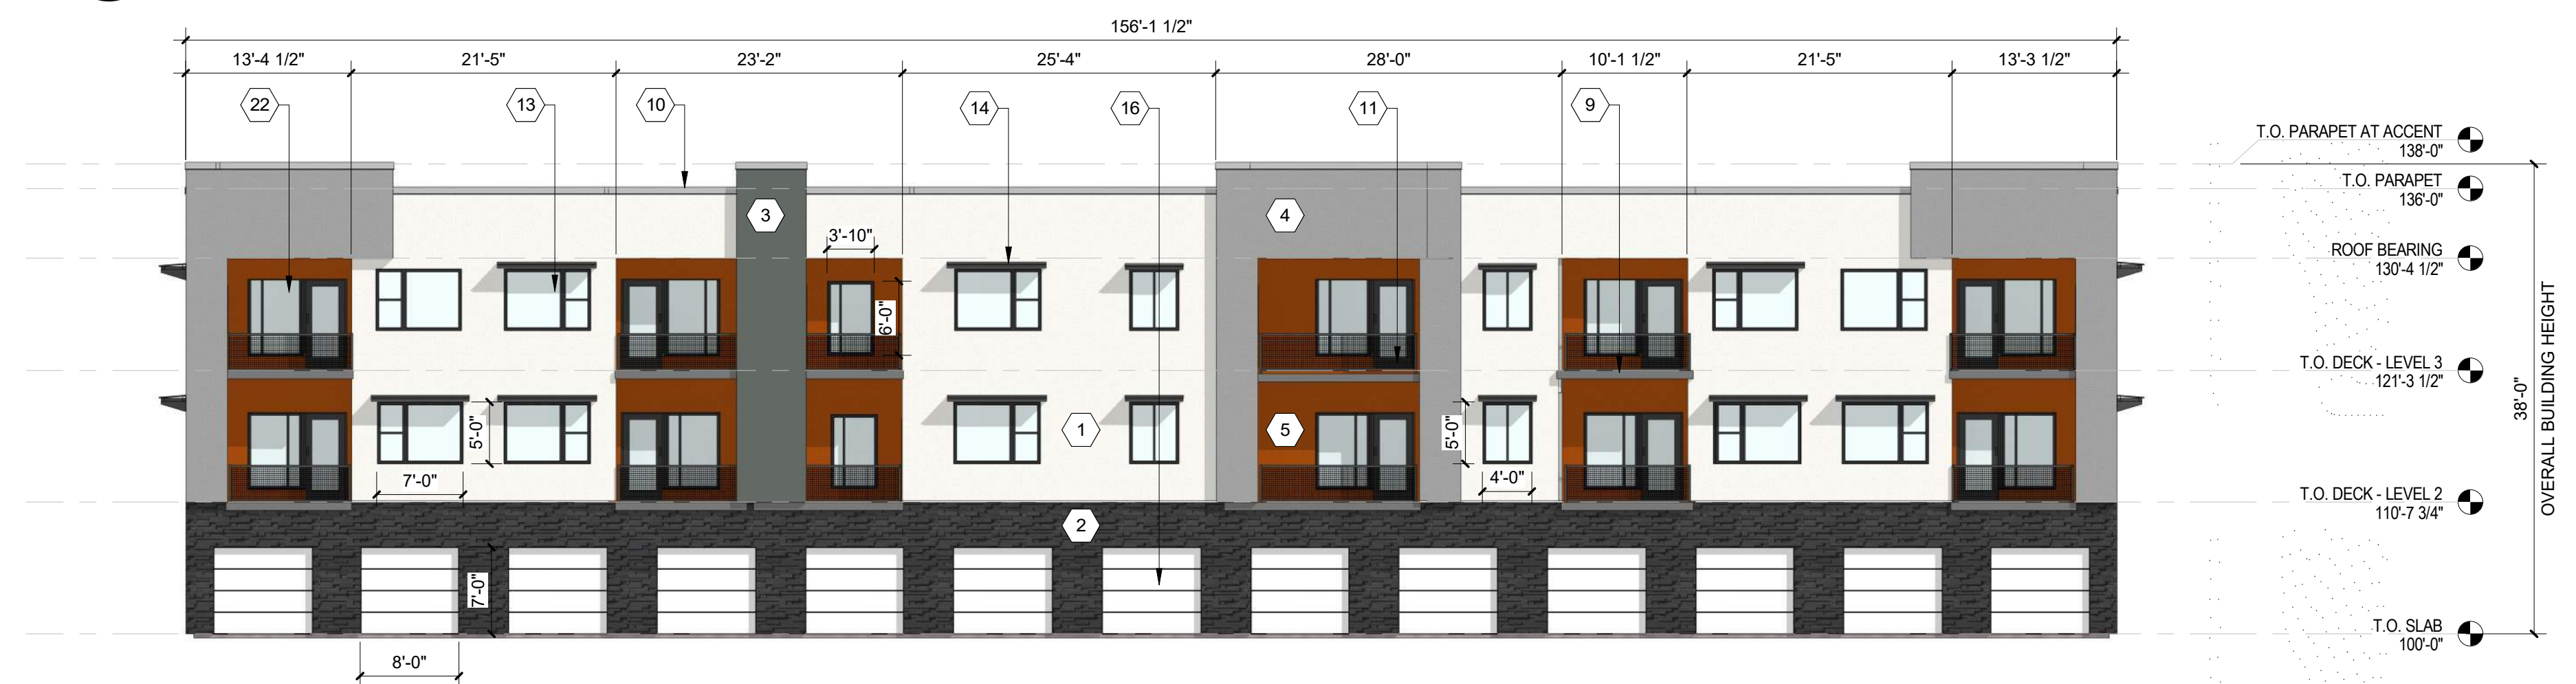 156'-1 1/2"
13'-4 1/2" 21'-5" 23'-2" 25'-4" 28'-0" 10'-1 1/2" 21'-5" 13'-3 1/2"
22 13 10 14 16 11 9
T.O. PARAPET AT ACCENT
138'-0"
T.O. PARAPET
136'-0"
3 4
3'-10"
ROOF BEARING
130'-4 1/2"
6'-0"
T.O. DECK - LEVEL 3
121'-3 1/2"
38'-0"
OVERALL BUILDING HEIGHT
5'-0" 1 5 5'-0"
7'-0" 4'-0"
T.O. DECK - LEVEL 2
110'-7 3/4"
2
7'-0"
T.O. SLAB
100'-0"
8'-0"